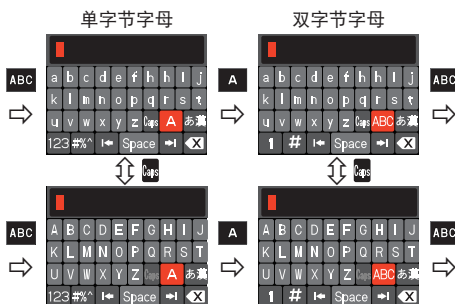 单字节字母 双字节字母
ABC a b c d e f h h I j A a b c d e f h h I j ABC
k l m n o p q r s t k l m n o p q r s t
u v w x y z Caps A あ漢 u v w x y z Caps ABC あ漢
123 #%^ Space 1 # Space
Caps Caps
ABC A B C D E F G H I J A A B C D E F G H I J ABC
K L M N O P Q R S T K L M N O P Q R S T
U V W X Y Z Caps A あ漢 U V W X Y Z Caps ABC あ漢
123 #%^ Space 1 # Space